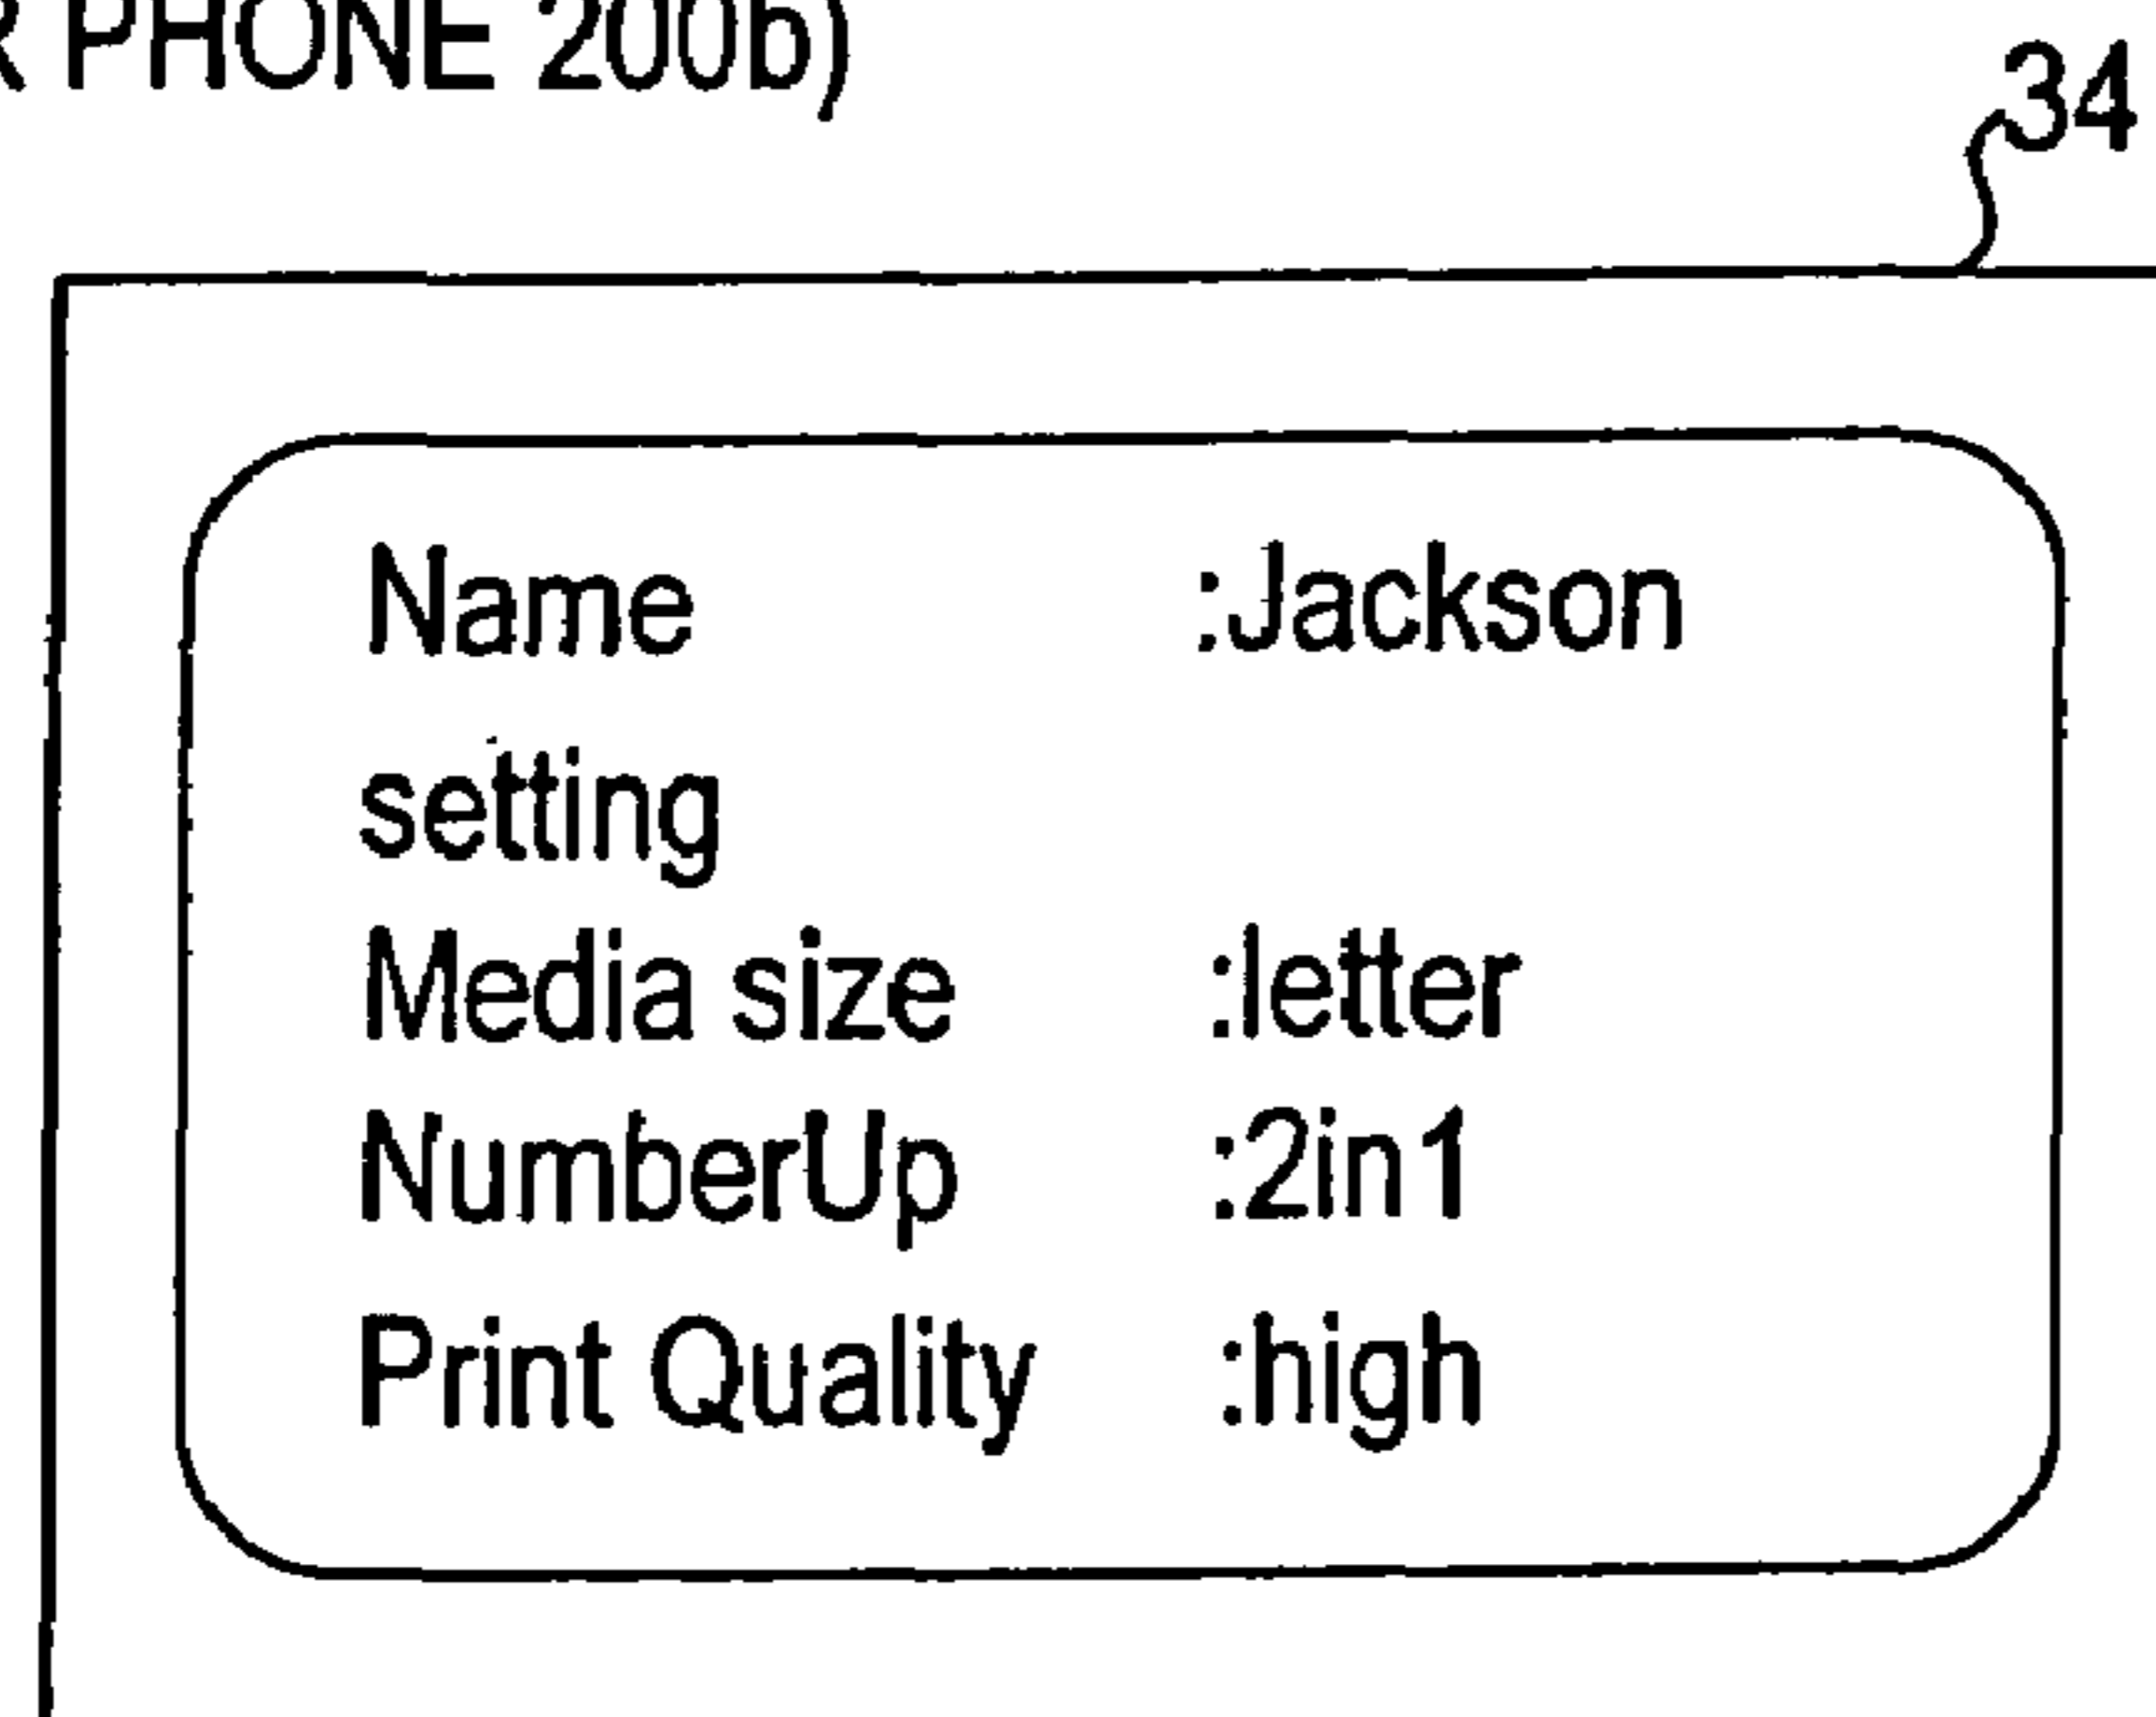 PHONE 200b)
34
Name :Jackson
setting
Media size :letter
NumberUp :2in1
Print Quality :high